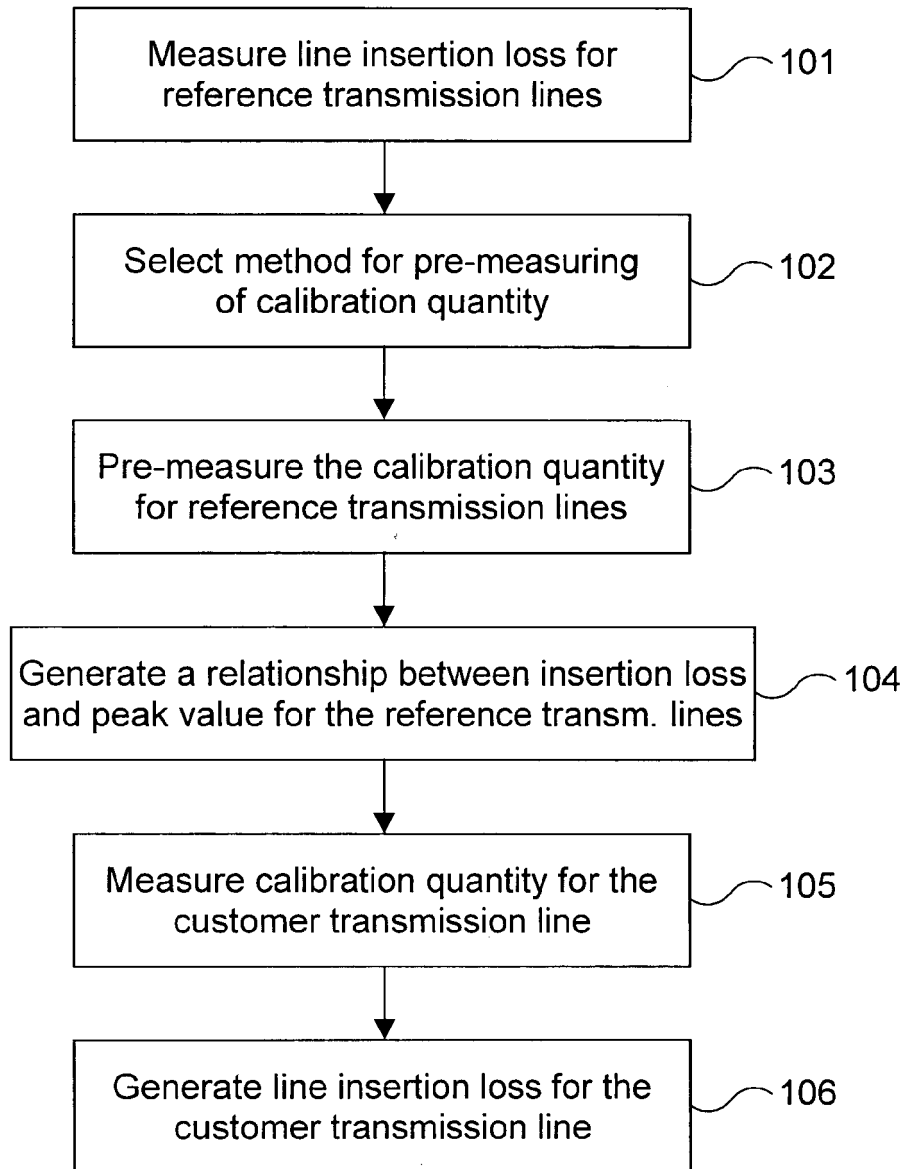 Measure line insertion loss for
reference transmission lines
101
Select method for pre-measuring
of calibration quantity
102
Pre-measure the calibration quantity
for reference transmission lines
103
Generate a relationship between insertion loss
and peak value for the reference transm. lines
104
Measure calibration quantity for the
customer transmission line
105
Generate line insertion loss for the
customer transmission line
106